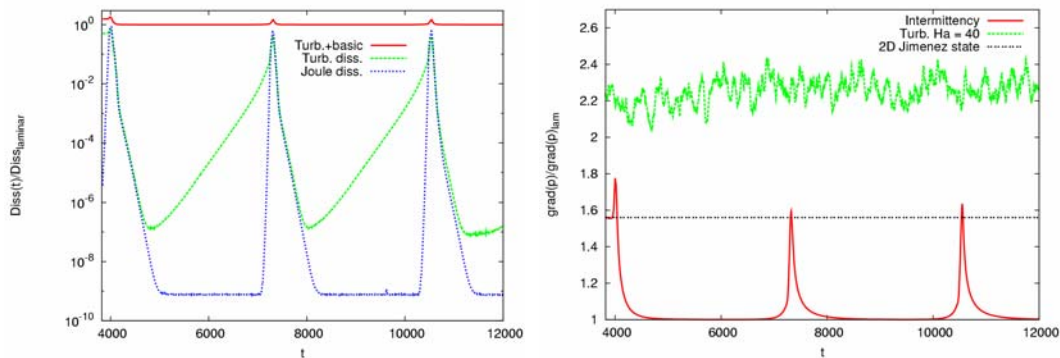 10^0
10^-2
10^-4
10^-6
10^-8
10^-10
Diss(t)/Diss_laminar
Turb.+basic
Turb. diss.
Joule diss.
4000 6000 8000 10000 12000
t
2.6
2.4
2.2
2
1.8
1.6
1.4
1.2
1
grad(p)/grad(p)_lam
Intermittency
Turb. Ha = 40
2D Jimenez state
4000 6000 8000 10000 12000
t